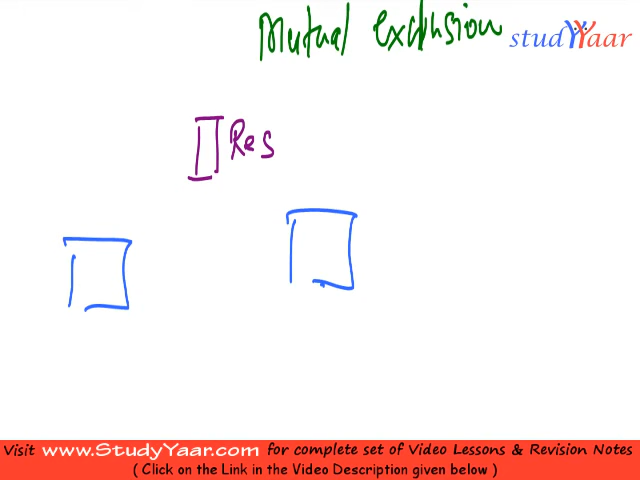 Mutual exclusion
studYYaar
Res
Visit www.StudyYaar.com for complete set of Video Lessons & Revision Notes
( Click on the Link in the Video Description given below )